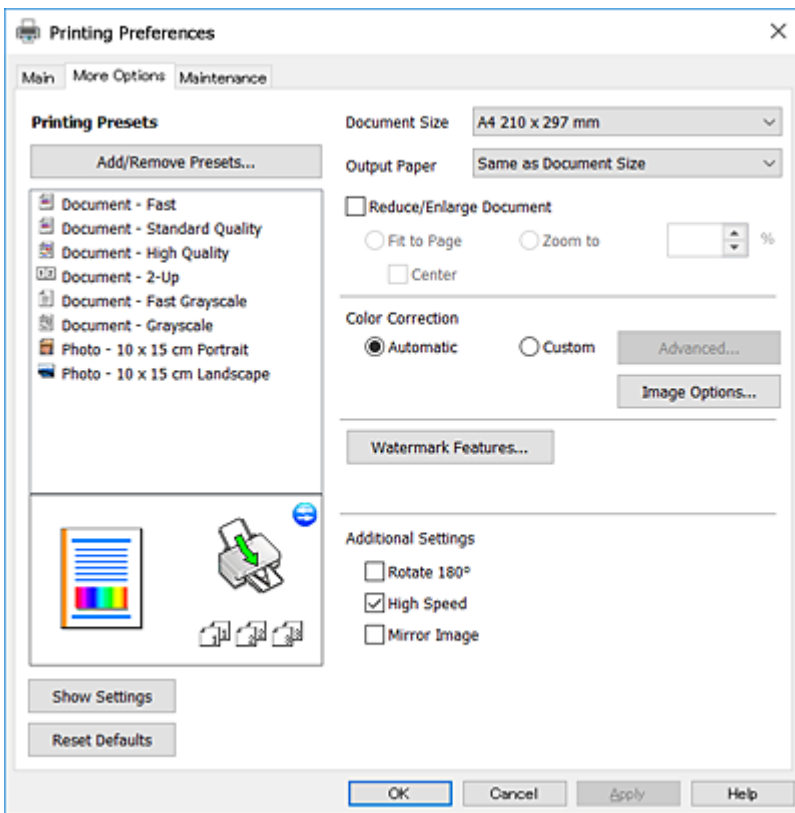 Printing Preferences
Main More Options Maintenance
Printing Presets
Add/Remove Presets...
Document - Fast
Document - Standard Quality
Document - High Quality
Document - 2-Up
Document - Fast Grayscale
Document - Grayscale
Photo - 10 x 15 cm Portrait
Photo - 10 x 15 cm Landscape
Show Settings
Reset Defaults
Document Size A4 210 x 297 mm
Output Paper Same as Document Size
Reduce/Enlarge Document
Fit to Page Zoom to %
Center
Color Correction
Automatic Custom Advanced...
Image Options...
Watermark Features...
Additional Settings
Rotate 180°
High Speed
Mirror Image
OK Cancel Apply Help